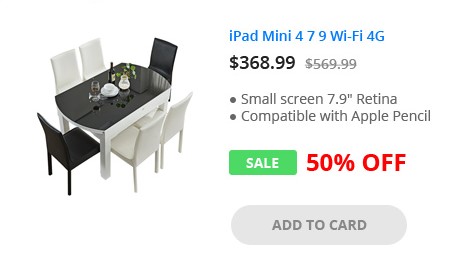 iPad Mini 4 7 9 Wi-Fi 4G
$368.99 $569.99
● Small screen 7.9" Retina
● Compatible with Apple Pencil
SALE 50% OFF
ADD TO CARD